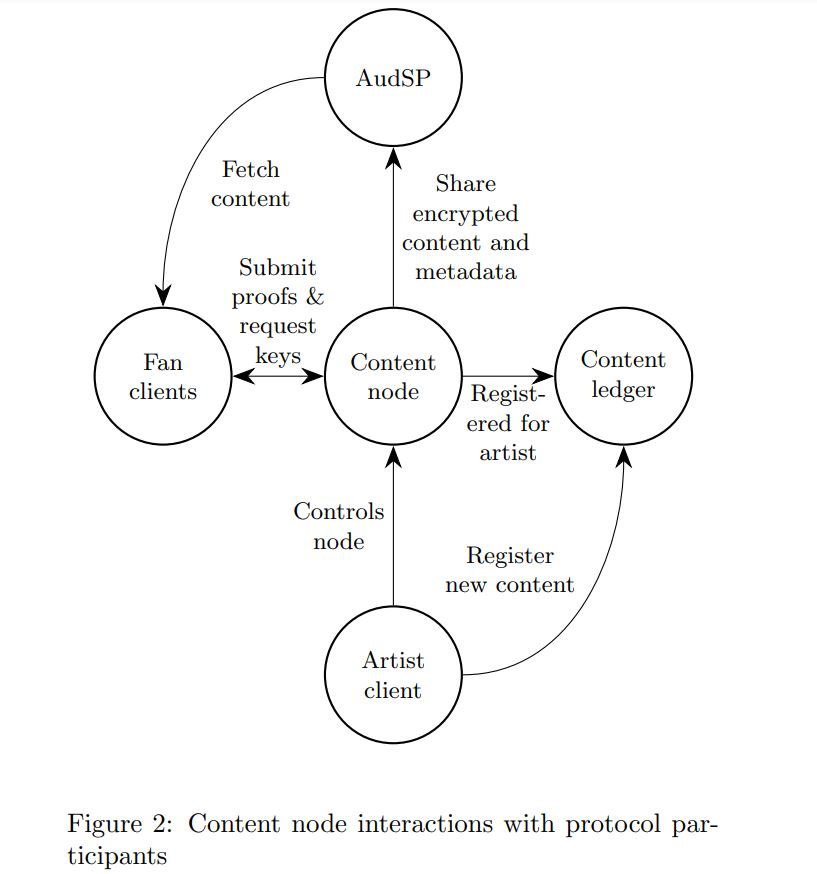 AudSP
Fetch
content
Share
encrypted
content and
metadata
Submit
proofs &
request
keys
Fan
clients
Content
node
Content
ledger
Regist-
ered for
artist
Controls
node
Register
new content
Artist
client
Figure 2: Content node interactions with protocol par-
ticipants